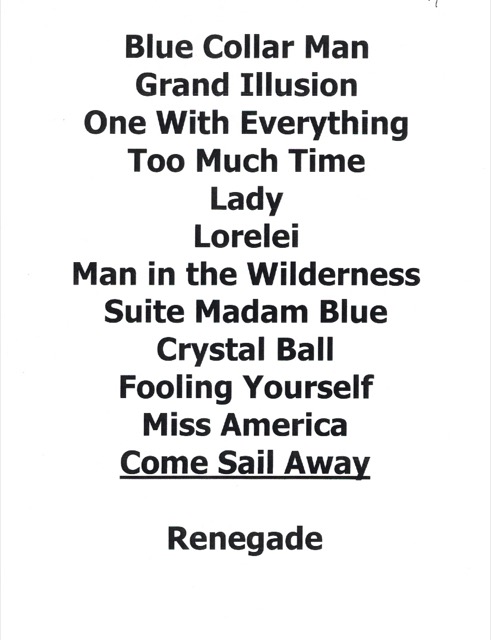 Blue Collar Man
Grand Illusion
One With Everything
Too Much Time
Lady
Lorelei
Man in the Wilderness
Suite Madam Blue
Crystal Ball
Fooling Yourself
Miss America
Come Sail Away
Renegade